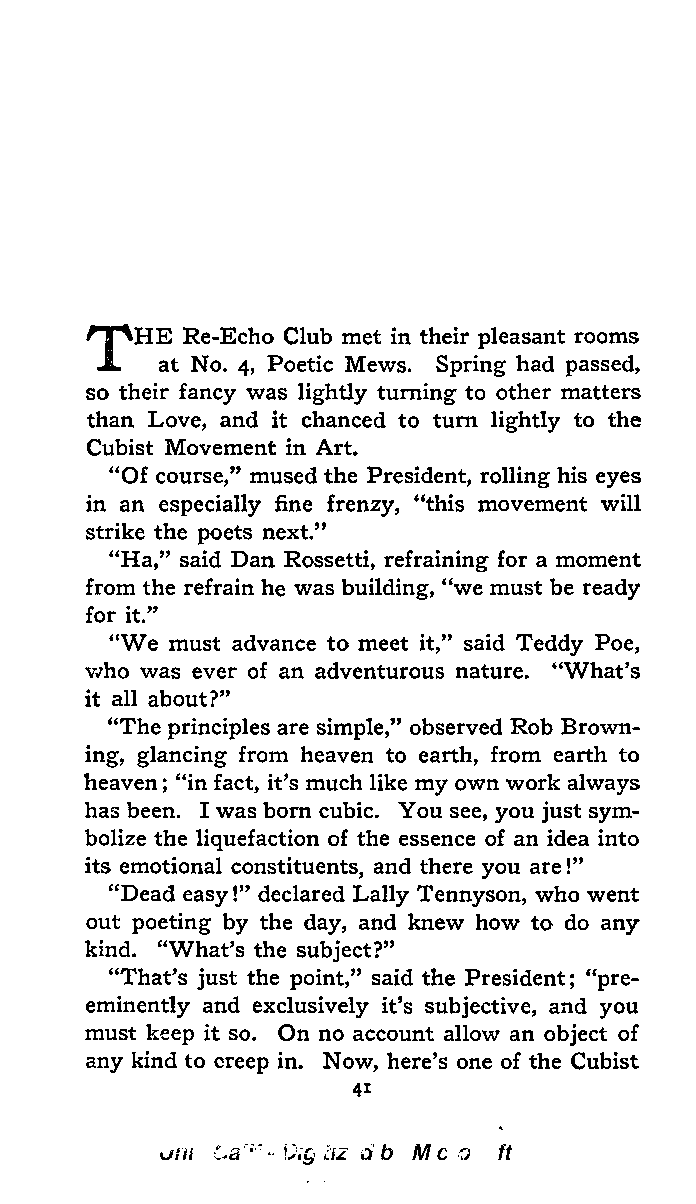 THE Re-Echo Club met in their pleasant rooms
at No. 4, Poetic Mews. Spring had passed,
so their fancy was lightly turning to other matters
than Love, and it chanced to turn lightly to the
Cubist Movement in Art.
“Of course,” mused the President, rolling his eyes
in an especially fine frenzy, “this movement will
strike the poets next.”
“Ha,” said Dan Rossetti, refraining for a moment
from the refrain he was building, “we must be ready
for it.”
“We must advance to meet it,” said Teddy Poe,
who was ever of an adventurous nature. “What’s
it all about?”
“The principles are simple,” observed Rob Brown-
ing, glancing from heaven to earth, from earth to
heaven; “in fact, it’s much like my own work always
has been. I was born cubic. You see, you just sym-
bolize the liquefaction of the essence of an idea into
its emotional constituents, and there you are!”
“Dead easy!” declared Lally Tennyson, who went
out poeting by the day, and knew how to do any
kind. “What’s the subject?”
“That’s just the point,” said the President; “pre-
eminently and exclusively it’s subjective, and you
must keep it so. On no account allow an object of
any kind to creep in. Now, here’s one of the Cubist
41